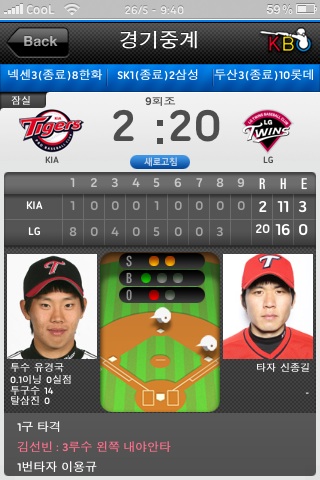 CooL 26/5 - 9:40 59%
Back 경기중계 KBO
넥센3(종료)8한화 SK1(종료)2삼성 두산3(종료)10롯데
잠실 9회초
Tigers 2 : 20 LG TWINS
KIA 새로고침 LG
1 2 3 4 5 6 7 8 9 R H E
KIA 1 0 0 0 1 0 0 0 0 2 11 3
LG 8 0 4 0 5 0 0 3 20 16 0
S
B
O
투수 유경국
0.1이닝 0실점
투구수 14
탈삼진 0
타자 신종길
1구 타격
김선빈 : 3루수 왼쪽 내야안타
1번타자 이용규